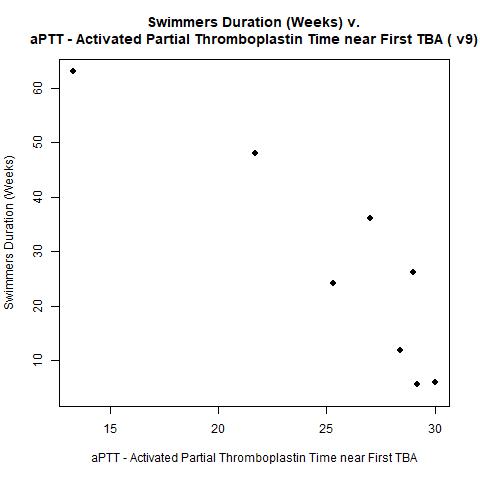 Swimmers Duration (Weeks) v.
aPTT - Activated Partial Thromboplastin Time near First TBA ( v9)
Swimmers Duration (Weeks)
60
50
40
30
20
10
15
20
25
30
aPTT - Activated Partial Thromboplastin Time near First TBA